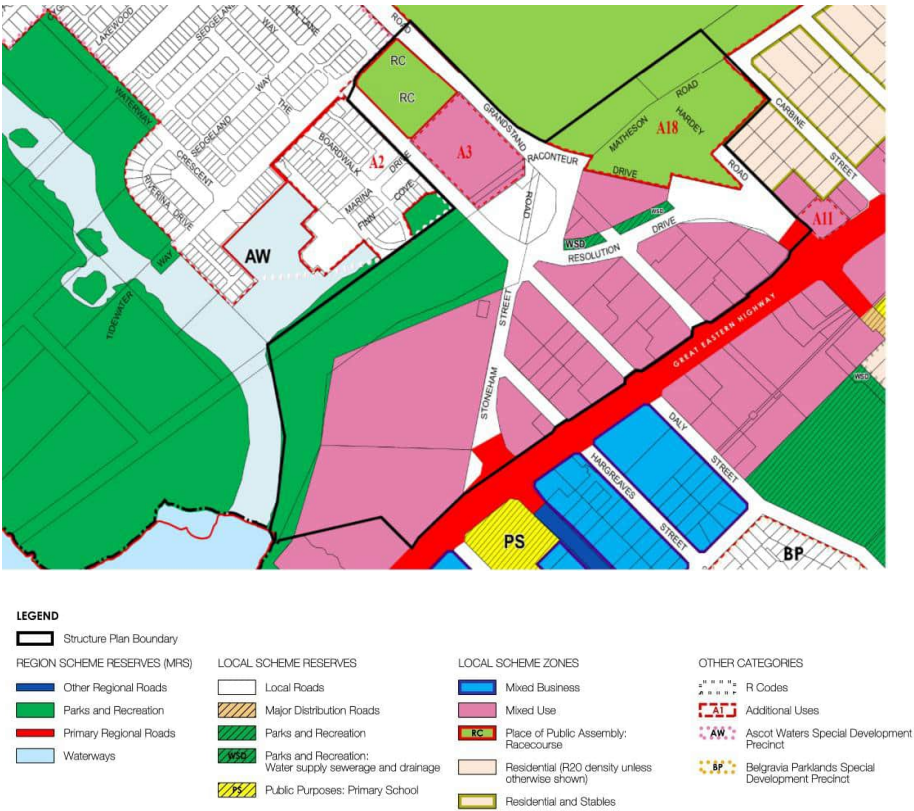 LAKEWOOD
SEDGELAND
WAY
LANE
ROAD
WATERWAY
SEDGELAND
WAY
THE
CRESCENT
RIVERINA DRIVE
WAY
TIDEWATER
BOARDWALK
A2
DRIVE
MARINA
COVE
FINN
AW
RC
RC
A3
GRANDSTAND
ROAD
RACONTEUR
DRIVE
MATHESON
ROAD
HARDEY
ROAD
A18
CARBINE
STREET
A11
WSD
WSD
RESOLUTION
DRIVE
STONEHAM
STREET
GREAT EASTERN HIGHWAY
WSD
DALY
STREET
HARGREAVES
STREET
PS
BP
LEGEND
Structure Plan Boundary
REGION SCHEME RESERVES (MRS)
Other Regional Roads
Parks and Recreation
Primary Regional Roads
Waterways
LOCAL SCHEME RESERVES
Local Roads
Major Distribution Roads
Parks and Recreation
WSD
Parks and Recreation:
Water supply sewerage and drainage
PS
Public Purposes: Primary School
LOCAL SCHEME ZONES
Mixed Business
Mixed Use
RC
Place of Public Assembly:
Racecourse
Residential (R20 density unless
otherwise shown)
Residential and Stables
OTHER CATEGORIES
R Codes
A1
Additional Uses
AW
Ascot Waters Special Development
Precinct
BP
Belgravia Parklands Special
Development Precinct